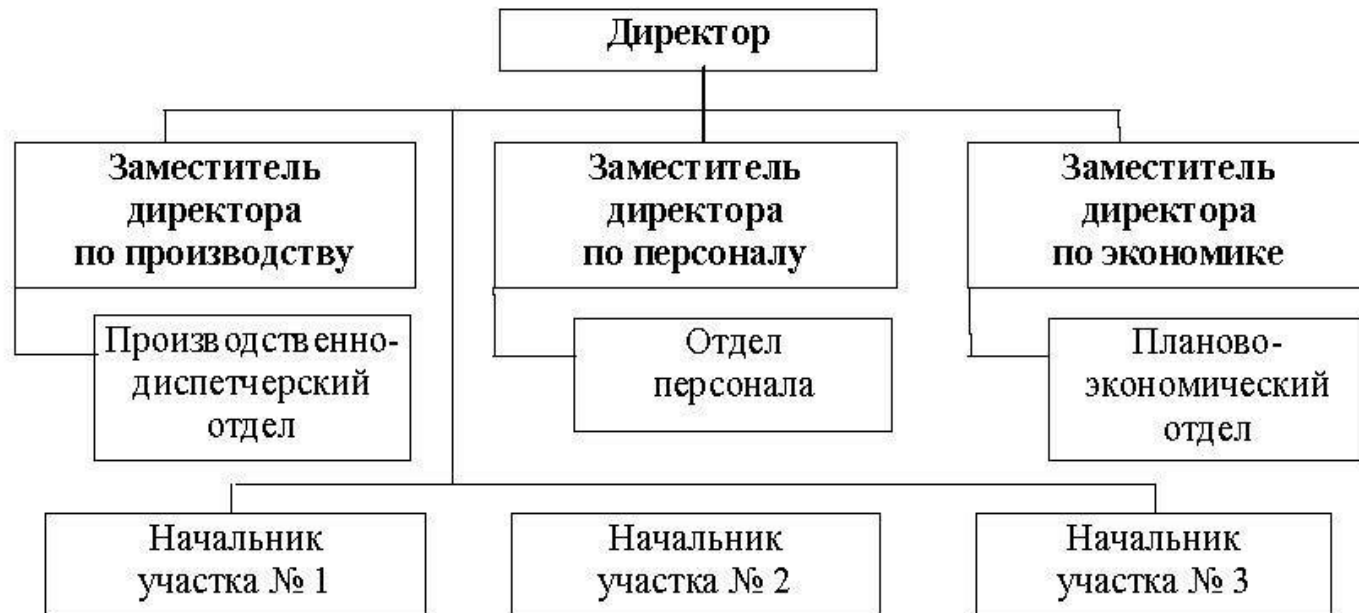 Директор
Заместитель
директора
по производству
Заместитель
директора
по персоналу
Заместитель
директора
по экономике
Производственно-
диспетчерский
отдел
Отдел
персонала
Планово-
экономический
отдел
Начальник
участка № 1
Начальник
участка № 2
Начальник
участка № 3